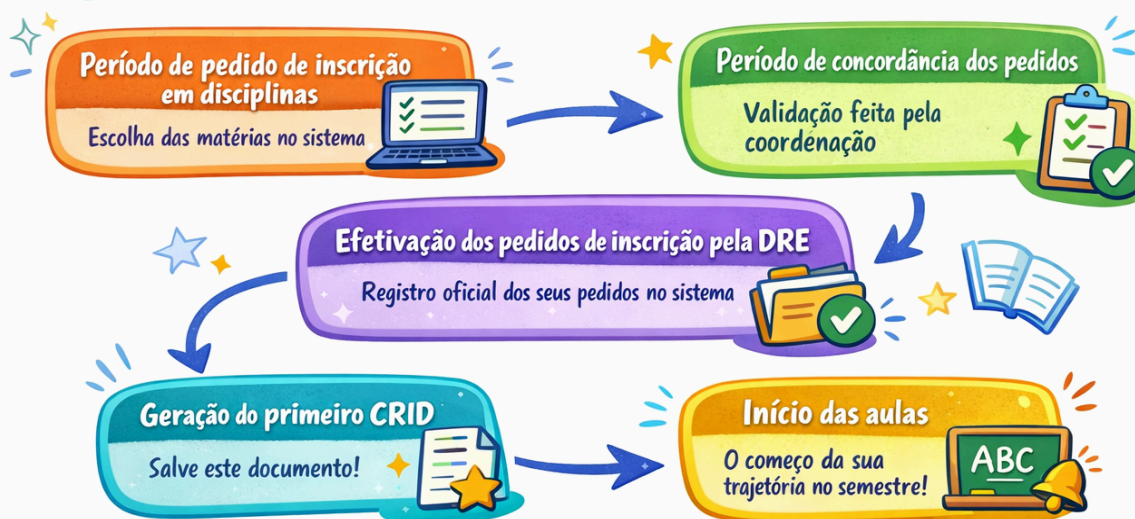 Período de pedido de inscrição
em disciplinas
Escolha das matérias no sistema
Período de concordância dos pedidos
Validação feita pela
coordenação
Efetivação dos pedidos de inscrição pela DRE
Registro oficial dos seus pedidos no sistema
Geração do primeiro CRID
Salve este documento!
Início das aulas
O começo da sua
trajetória no semestre!
ABC